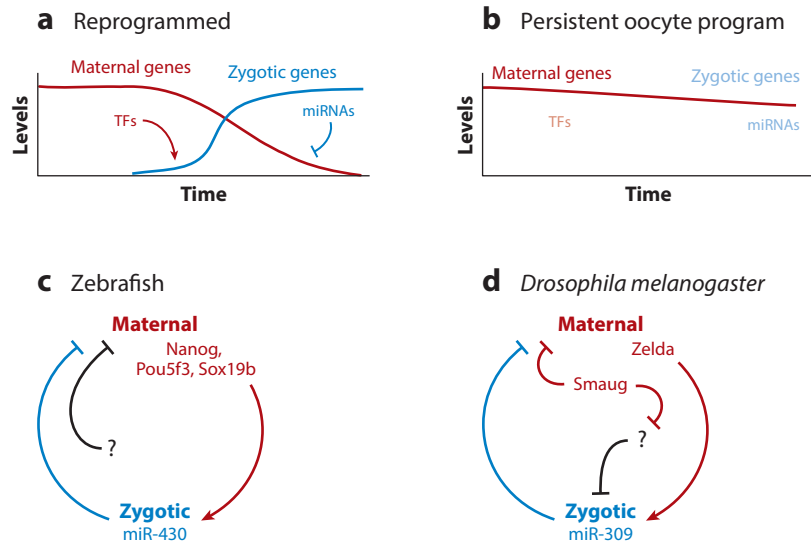 a Reprogrammed
Maternal genes
Zygotic genes
TFs
miRNAs
Levels
Time
b Persistent oocyte program
Maternal genes
Zygotic genes
TFs
miRNAs
Levels
Time
c Zebrafish
Maternal
Nanog,
Pou5f3, Sox19b
?
Zygotic
miR-430
d Drosophila melanogaster
Maternal
Zelda
Smaug
?
Zygotic
miR-309